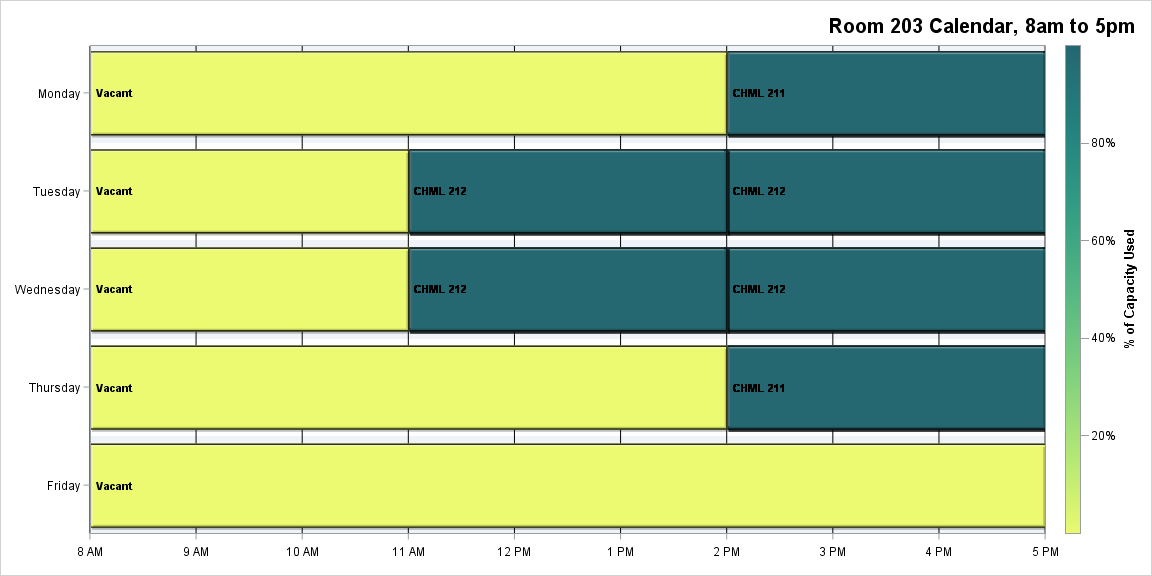 Room 203 Calendar, 8am to 5pm
Monday
Vacant
CHML 211
Tuesday
Vacant
CHML 212
CHML 212
Wednesday
Vacant
CHML 212
CHML 212
Thursday
Vacant
CHML 211
Friday
Vacant
8 AM
9 AM
10 AM
11 AM
12 PM
1 PM
2 PM
3 PM
4 PM
5 PM
80%
60%
40%
20%
% of Capacity Used